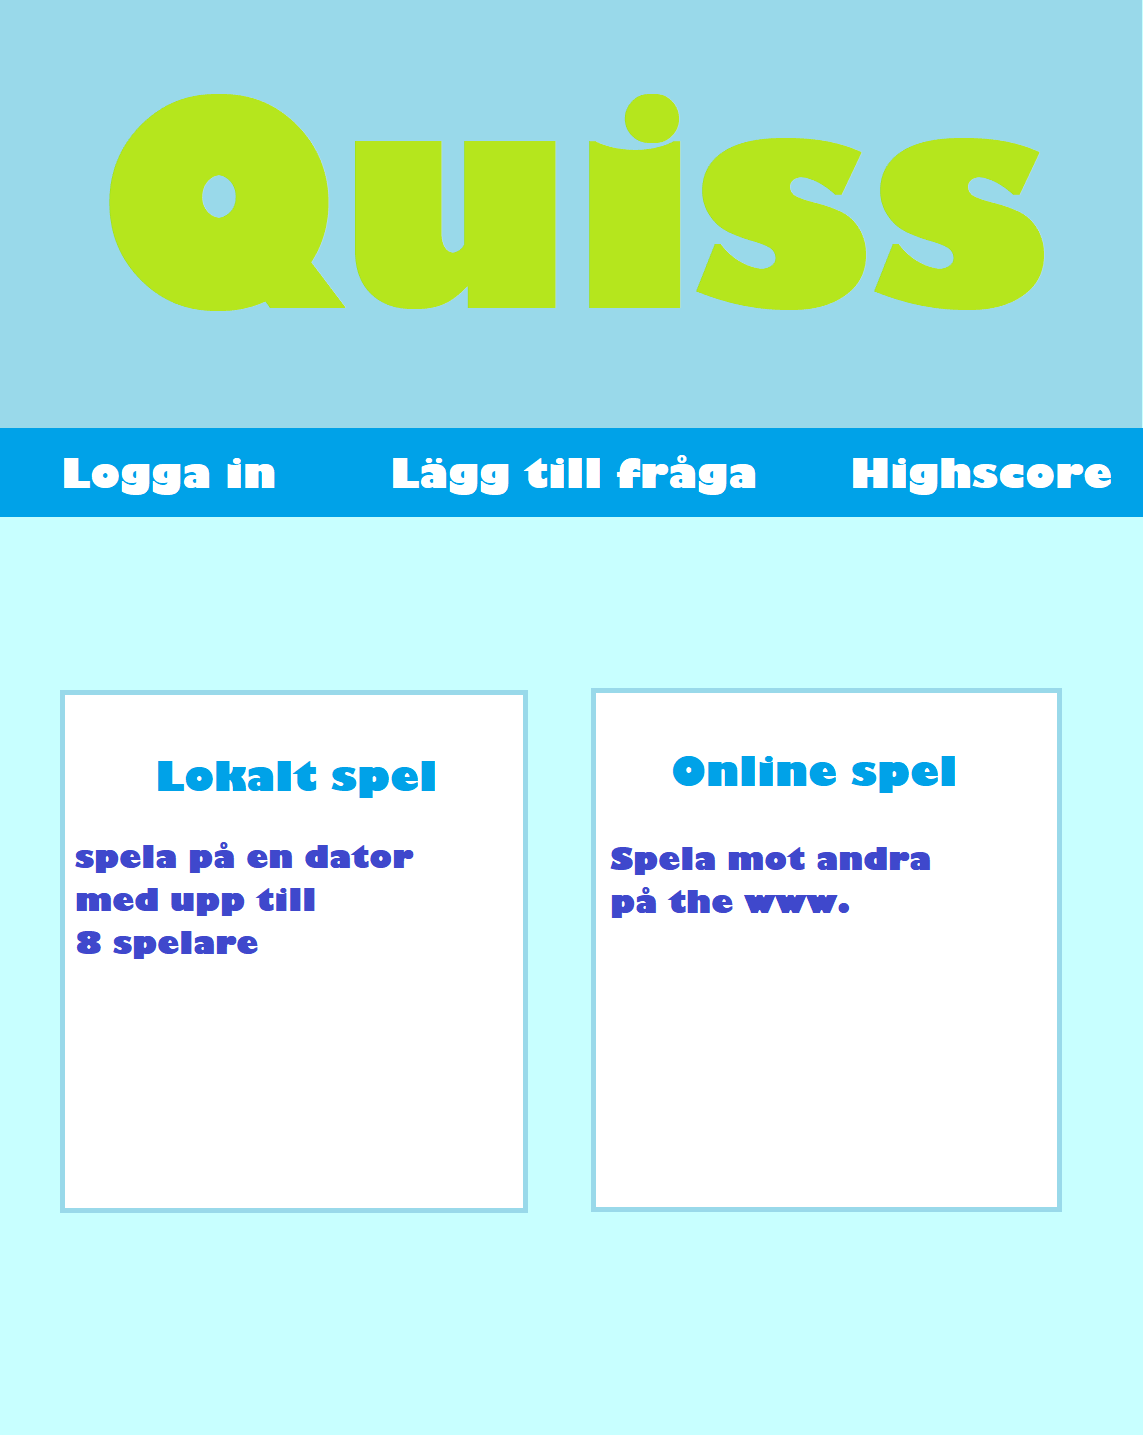 Quiss
Logga in Lägg till fråga Highscore
Lokalt spel
spela på en dator
med upp till
8 spelare
Online spel
Spela mot andra
på the www.